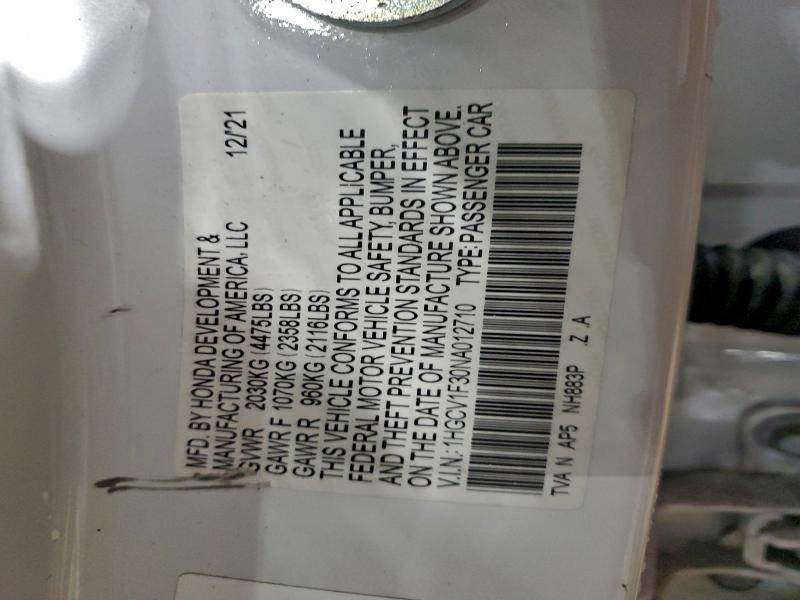 MFD. BY HONDA DEVELOPMENT &
MANUFACTURING OF AMERICA, LLC 12/21
GVWR 2030KG (4475LBS)
GAWR F 1070KG (2358LBS)
GAWR R 960KG (2116LBS)
THIS VEHICLE CONFORMS TO ALL APPLICABLE
FEDERAL MOTOR VEHICLE SAFETY, BUMPER,
AND THEFT PREVENTION STANDARDS IN EFFECT
ON THE DATE OF MANUFACTURE SHOWN ABOVE.
V.I.N.: 1HGCV1F30NA012710 TYPE: PASSENGER CAR
TVA N AP5 NH883P Z .A